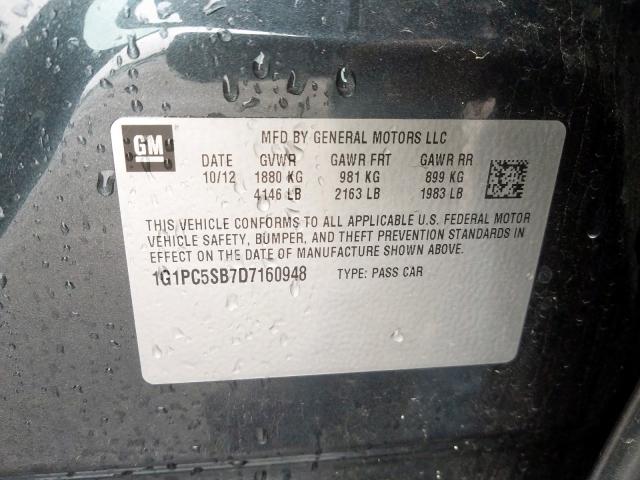 GM
MFD BY GENERAL MOTORS LLC
DATE GVWR GAWR FRT GAWR RR
10/12 1880 KG 981 KG 899 KG
4146 LB 2163 LB 1983 LB
THIS VEHICLE CONFORMS TO ALL APPLICABLE U.S. FEDERAL MOTOR
VEHICLE SAFETY, BUMPER, AND THEFT PREVENTION STANDARDS IN
EFFECT ON THE DATE OF MANUFACTURE SHOWN ABOVE.
1G1PC5SB7D7160948 TYPE: PASS CAR